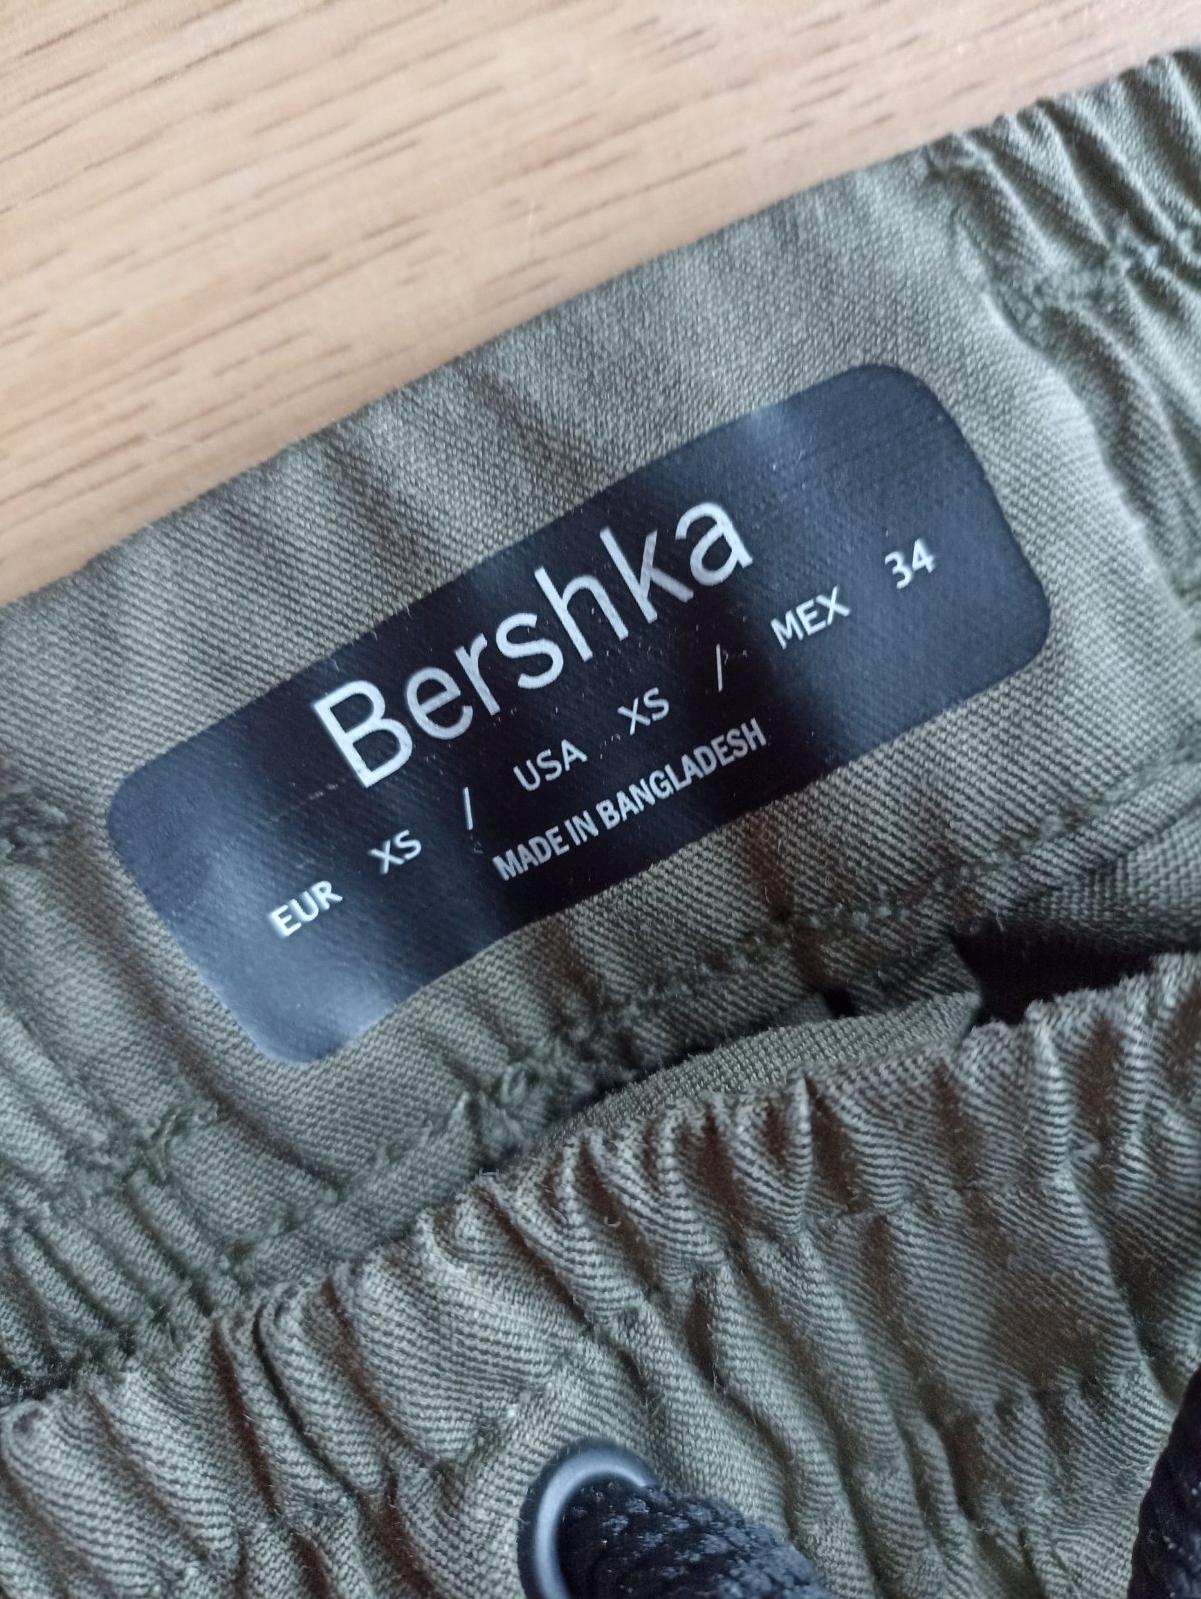 Bershka
EUR XS / USA XS / MEX 34
MADE IN BANGLADESH